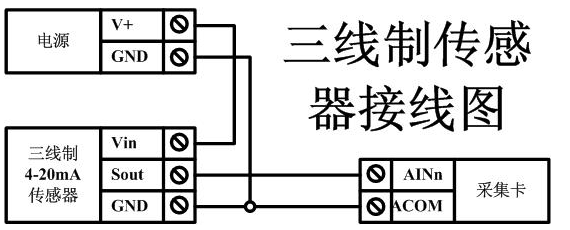 三线制传感
器接线图
电源
V+
GND
三线制
4-20mA
传感器
Vin
Sout
GND
AINn
ACOM
采集卡